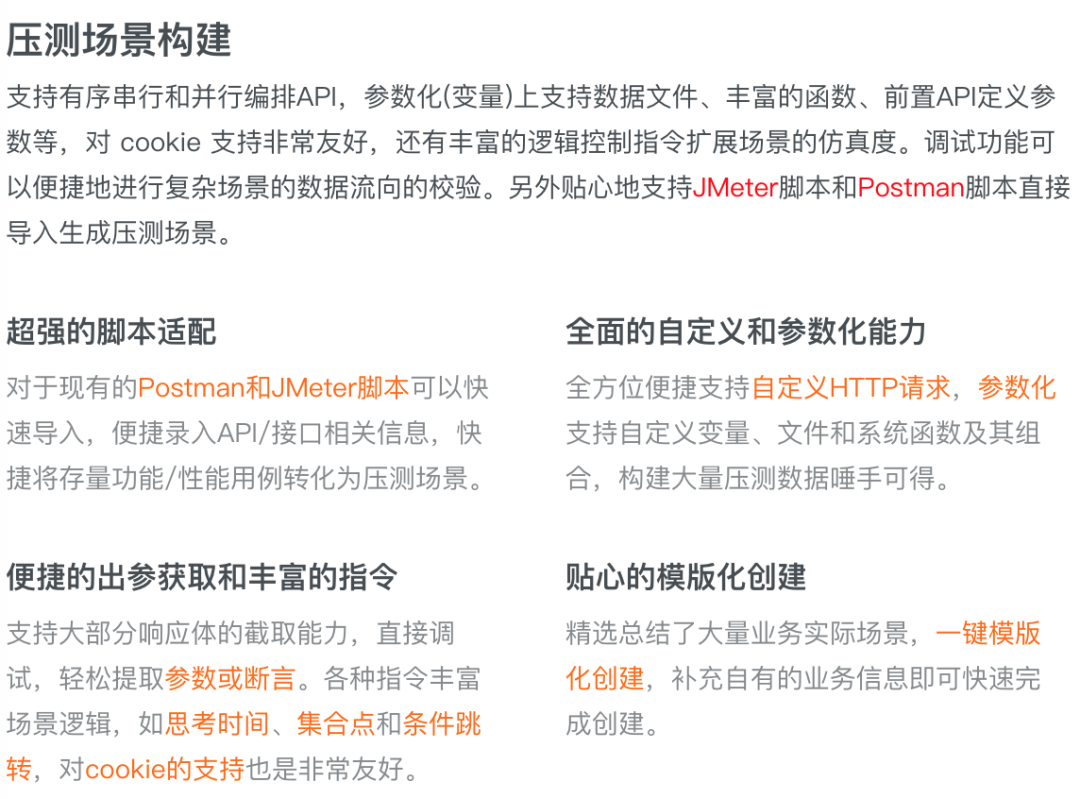 压测场景构建
支持有序串行和并行编排API，参数化(变量)上支持数据文件、丰富的函数、前置API定义参
数等，对 cookie 支持非常友好，还有丰富的逻辑控制指令扩展场景的仿真度。调试功能可
以便捷地进行复杂场景的数据流向的校验。另外贴心地支持JMeter脚本和Postman脚本直接
导入生成压测场景。
超强的脚本适配
对于现有的Postman和JMeter脚本可以快
速导入，便捷录入API/接口相关信息，快
捷将存量功能/性能用例转化为压测场景。
全面的自定义和参数化能力
全方位便捷支持自定义HTTP请求，参数化
支持自定义变量、文件和系统函数及其组
合，构建大量压测数据唾手可得。
便捷的出参获取和丰富的指令
支持大部分响应体的截取能力，直接调
试，轻松提取参数或断言。各种指令丰富
场景逻辑，如思考时间、集合点和条件跳
转，对cookie的支持也是非常友好。
贴心的模版化创建
精选总结了大量业务实际场景，一键模版
化创建，补充自有的业务信息即可快速完
成创建。